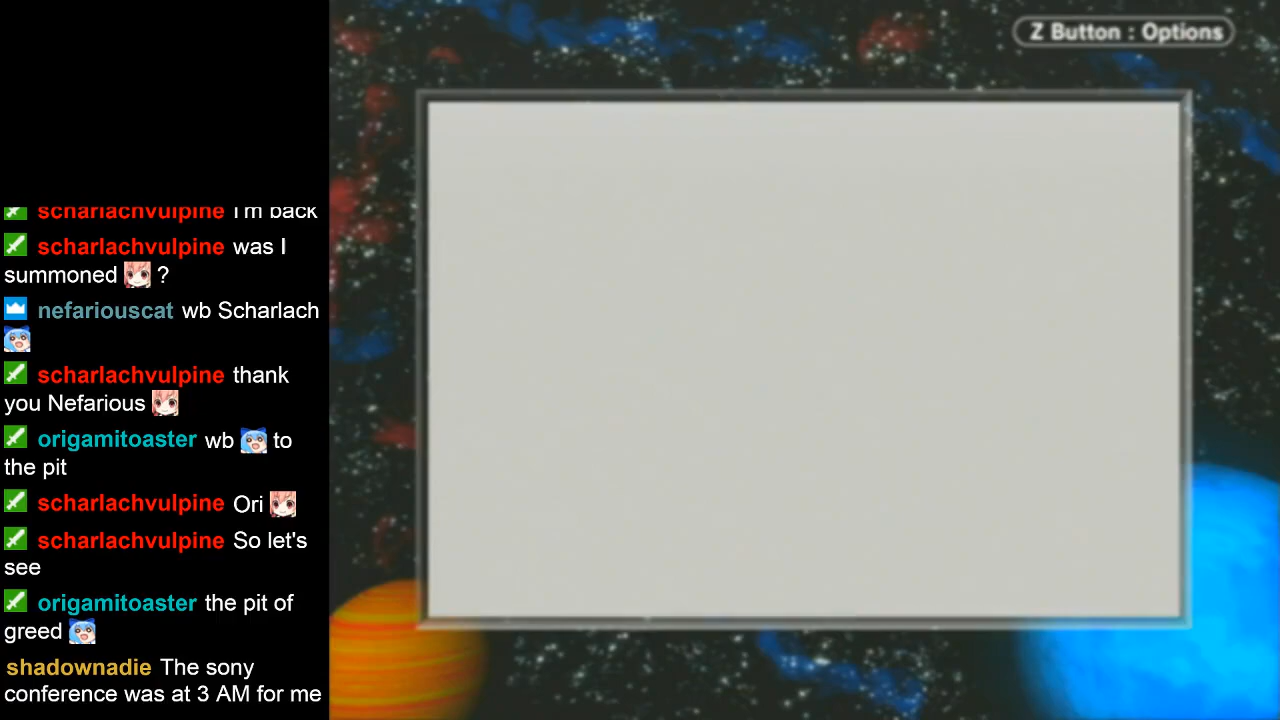 Z Button : Options
scharlachvulpine I'm back
scharlachvulpine was I
summoned ?
nefariouscat wb Scharlach
scharlachvulpine thank
you Nefarious
origamitoaster wb to
the pit
scharlachvulpine Ori
scharlachvulpine So let's
see
origamitoaster the pit of
greed
shadownadie The sony
conference was at 3 AM for me